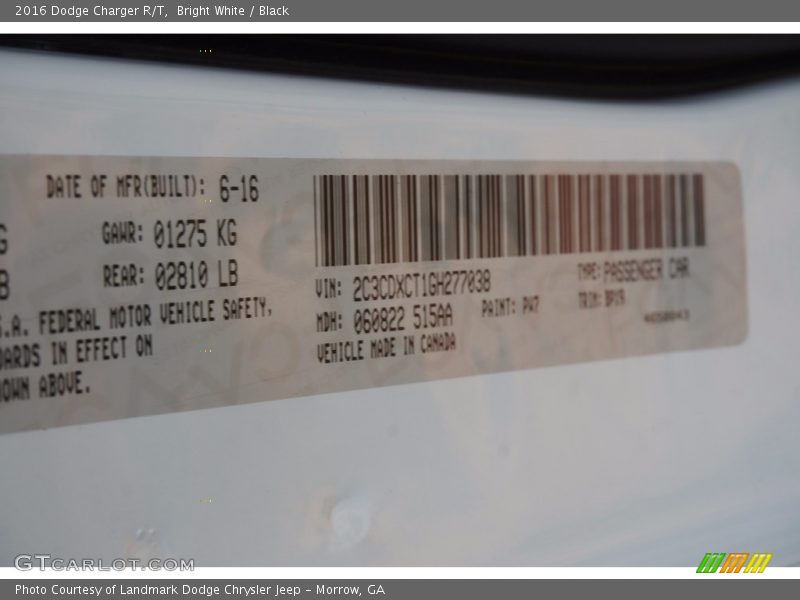 2016 Dodge Charger R/T, Bright White / Black
DATE OF MFR(BUILT): 6-16
GAWR: 01275 KG
REAR: 02810 LB
.A. FEDERAL MOTOR VEHICLE SAFETY,
ARDS IN EFFECT ON
OWN ABOVE.
VIN: 2C3CDXCT1GH277038
TYPE: PASSENGER CAR
MDH: 060822 515AA
PAINT: PW7
TRIM:
VEHICLE MADE IN CANADA
GTCARLOT.COM
Photo Courtesy of Landmark Dodge Chrysler Jeep – Morrow, GA